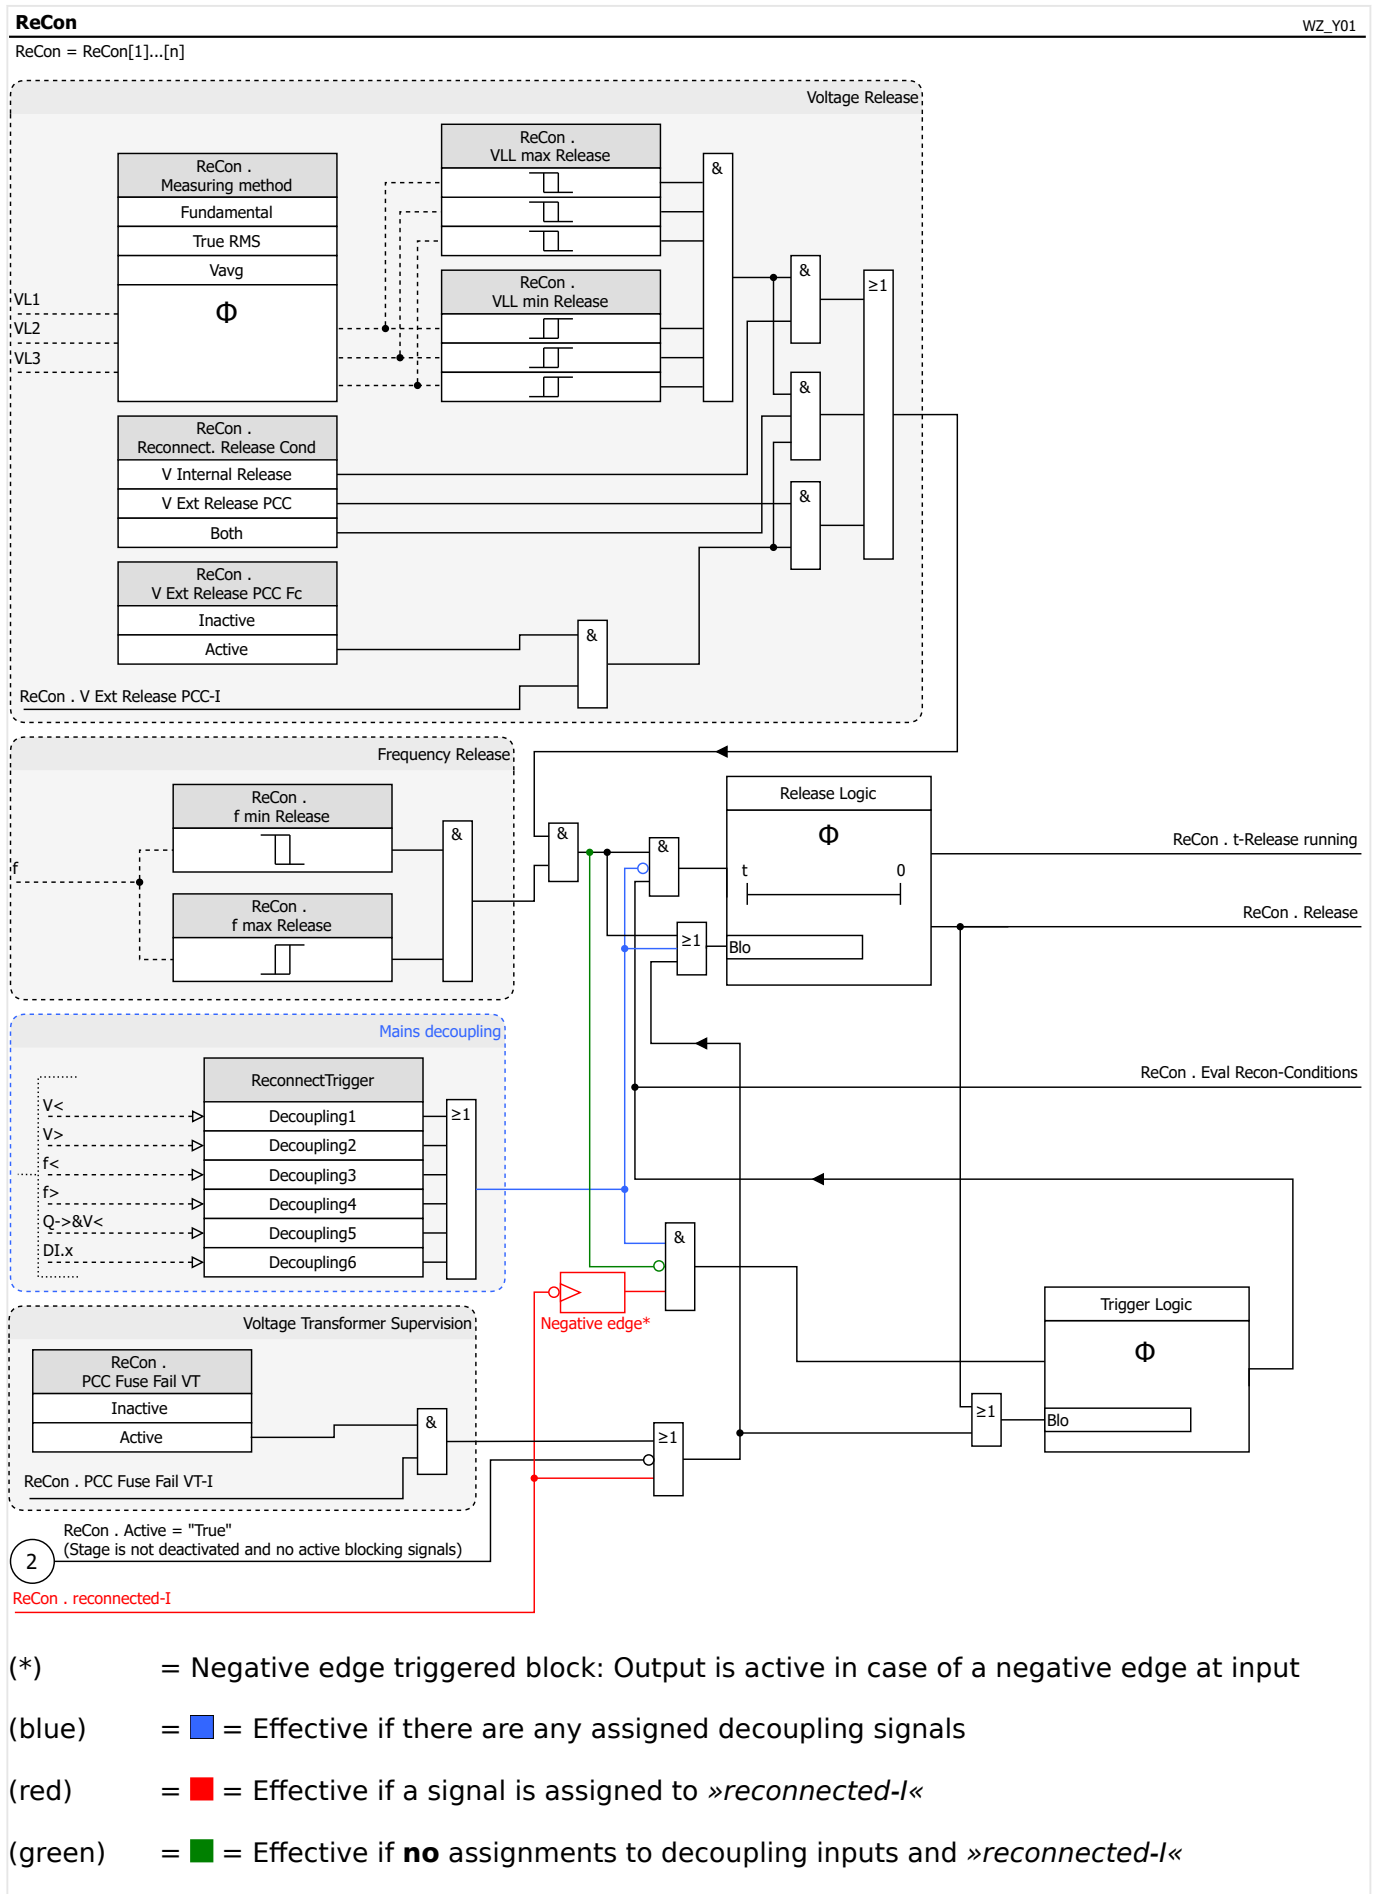 ReCon
WZ_Y01
ReCon = ReCon[1]...[n]
Voltage Release
ReCon .
Measuring method
Fundamental
True RMS
Vavg
Φ
VL1
VL2
VL3
ReCon .
VLL max Release
ReCon .
VLL min Release
&
&
&
&
≥1
ReCon .
Reconnect. Release Cond
V Internal Release
V Ext Release PCC
Both
ReCon .
V Ext Release PCC Fc
Inactive
Active
&
ReCon . V Ext Release PCC-I
Frequency Release
ReCon .
f min Release
f
ReCon .
f max Release
&
&
&
≥1
Release Logic
Φ
t 0
Blo
ReCon . t-Release running
ReCon . Release
Mains decoupling
ReconnectTrigger
V<
Decoupling1
V>
Decoupling2
f<
Decoupling3
f>
Decoupling4
Q->&V<
Decoupling5
DI.x
Decoupling6
≥1
ReCon . Eval Recon-Conditions
&
Negative edge*
Trigger Logic
Φ
Blo
≥1
Voltage Transformer Supervision
ReCon .
PCC Fuse Fail VT
Inactive
Active
&
≥1
ReCon . PCC Fuse Fail VT-I
ReCon . Active = "True"
(Stage is not deactivated and no active blocking signals)
2
ReCon . reconnected-I
(*) = Negative edge triggered block: Output is active in case of a negative edge at input
(blue) = = Effective if there are any assigned decoupling signals
(red) = = Effective if a signal is assigned to »reconnected-I«
(green) = = Effective if no assignments to decoupling inputs and »reconnected-I«